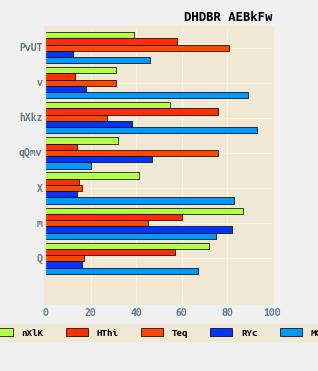 DHDBR AEBkFw
PvUT
v
hXkz
qQmv
X
m
Q
0 20 40 60 80 100
nXlK HThi Teq RYc